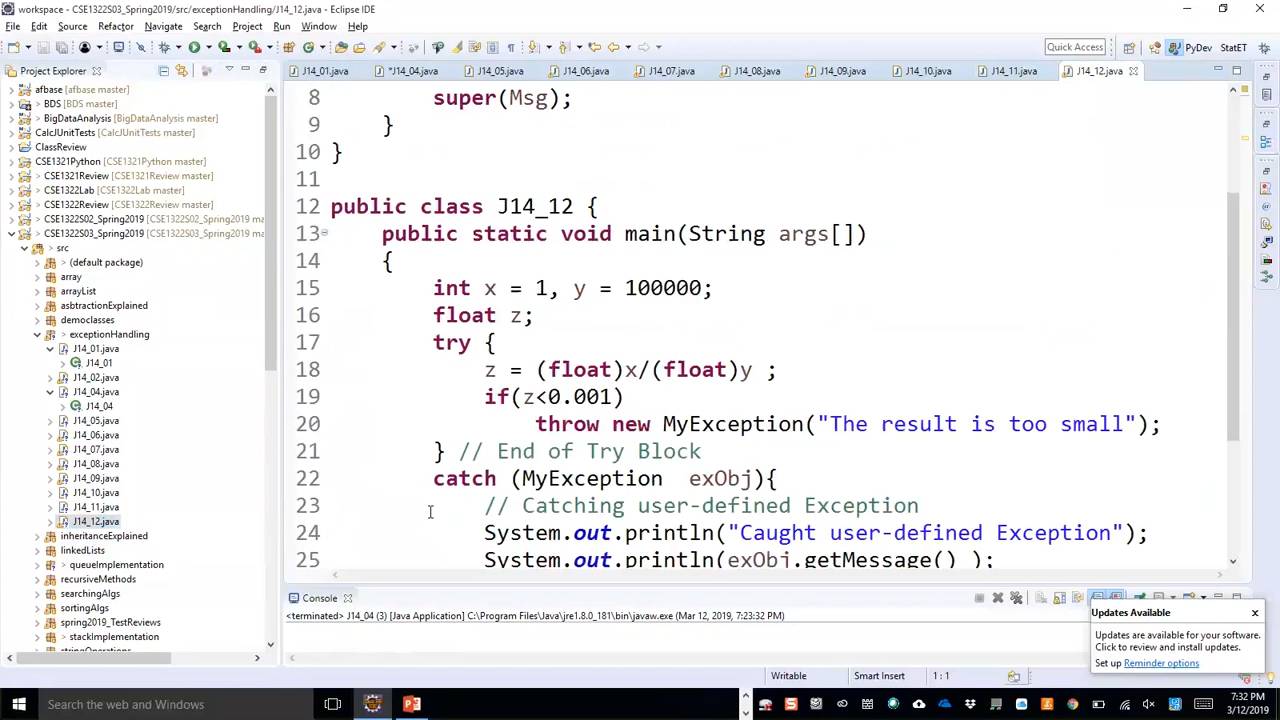 workspace - CSE1322S03_Spring2019/src/exceptionHandling/J14_12.java - Eclipse IDE
File Edit Source Refactor Navigate Search Project Run Window Help
Quick Access PyDev StatET
Project Explorer
J14_01.java *J14_04.java J14_05.java J14_06.java J14_07.java J14_08.java J14_09.java J14_10.java J14_11.java J14_12.java
> afbase [afbase master]
> BDS [BDS master]
> BigDataAnalysis [BigDataAnalysis master]
CalcJUnitTests [CalcJUnitTests master]
ClassReview
CSE1321Python [CSE1321Python master]
> CSE1321Review [CSE1321Review master]
> CSE1322Lab [CSE1322Lab master]
> CSE1322Review [CSE1322Review master]
> CSE1322S02_Spring2019 [CSE1322S02_Spring2019 ma
> CSE1322S03_Spring2019 [CSE1322S03_Spring2019 ma
> src
> (default package)
array
arrayList
asbtractionExplained
democlasses
> exceptionHandling
J14_01.java
J14_01
J14_02.java
J14_04.java
J14_04
J14_05.java
J14_06.java
J14_07.java
J14_08.java
J14_09.java
J14_10.java
J14_11.java
J14_12.java
inheritanceExplained
linkedLists
> queueImplementation
recursiveMethods
searchingAlgs
sortingAlgs
spring2019_TestReviews
> stackImplementation
8 super(Msg);
9 }
10 }
11
12 public class J14_12 {
13 public static void main(String args[])
14 {
15 int x = 1, y = 100000;
16 float z;
17 try {
18 z = (float)x/(float)y ;
19 if(z<0.001)
20 throw new MyException("The result is too small");
21 } // End of Try Block
22 catch (MyException exObj){
23 // Catching user-defined Exception
24 System.out.println("Caught user-defined Exception");
25 System.out.println(exObj.getMessage() );
Console
<terminated> J14_04 (3) [Java Application] C:\Program Files\Java\jre1.8.0_181\bin\javaw.exe (Mar 12, 2019, 7:23:32 PM)
Updates Available
Updates are available for your software.
Click to review and install updates.
Set up Reminder options
Writable Smart Insert 1 : 1
Search the web and Windows
7:32 PM
3/12/2019